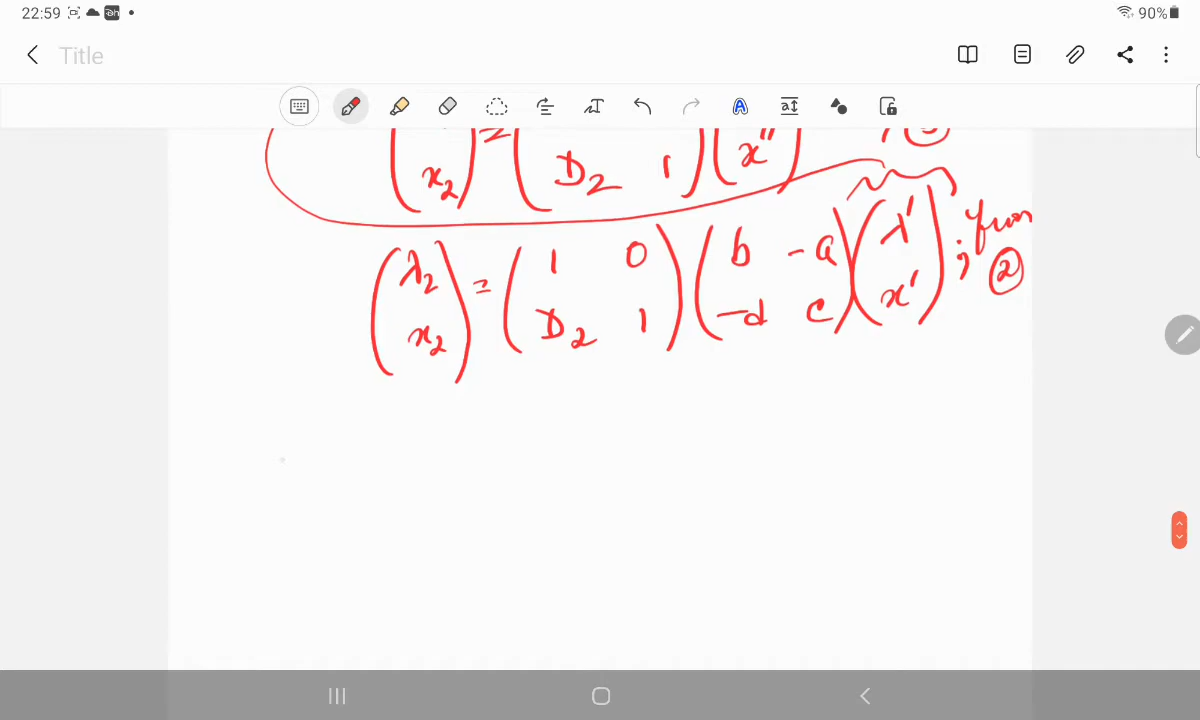 22:59 90%
Title
( x₂ ) = ( D₂ 1 ) ( x'' )
( λ₂ ) = ( 1 0 ) ( b -a ) ( λ' ) ; from
( x₂ ) ( D₂ 1 ) ( -d c ) ( x' ) ②